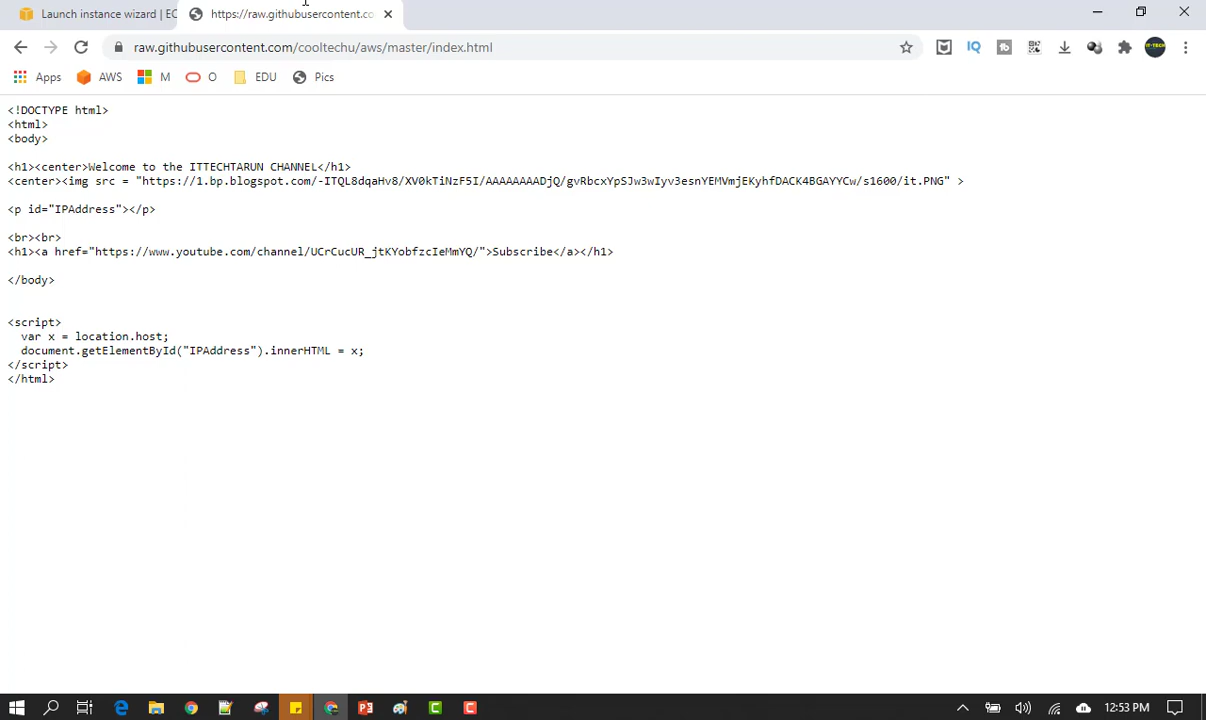 Launch instance wizard | EC
https://raw.githubusercontent.co
raw.githubusercontent.com/cooltechu/aws/master/index.html
Apps
AWS
M
O
EDU
Pics
<!DOCTYPE html>
<html>
<body>
<h1><center>Welcome to the ITTECHTARUN CHANNEL</h1>
<center><img src = "https://1.bp.blogspot.com/-ITQL8dqaHv8/XV0kTiNzF5I/AAAAAAAADjQ/gvRbcxYpSJw3wIyv3esnYEMVmjEKyhfDACK4BGAYYCw/s1600/it.PNG" >
<p id="IPAddress"></p>
<br><br>
<h1><a href="https://www.youtube.com/channel/UCrCucUR_jtKYobfzcIeMmYQ/">Subscribe</a></h1>
</body>
<script>
var x = location.host;
document.getElementById("IPAddress").innerHTML = x;
</script>
</html>
12:53 PM